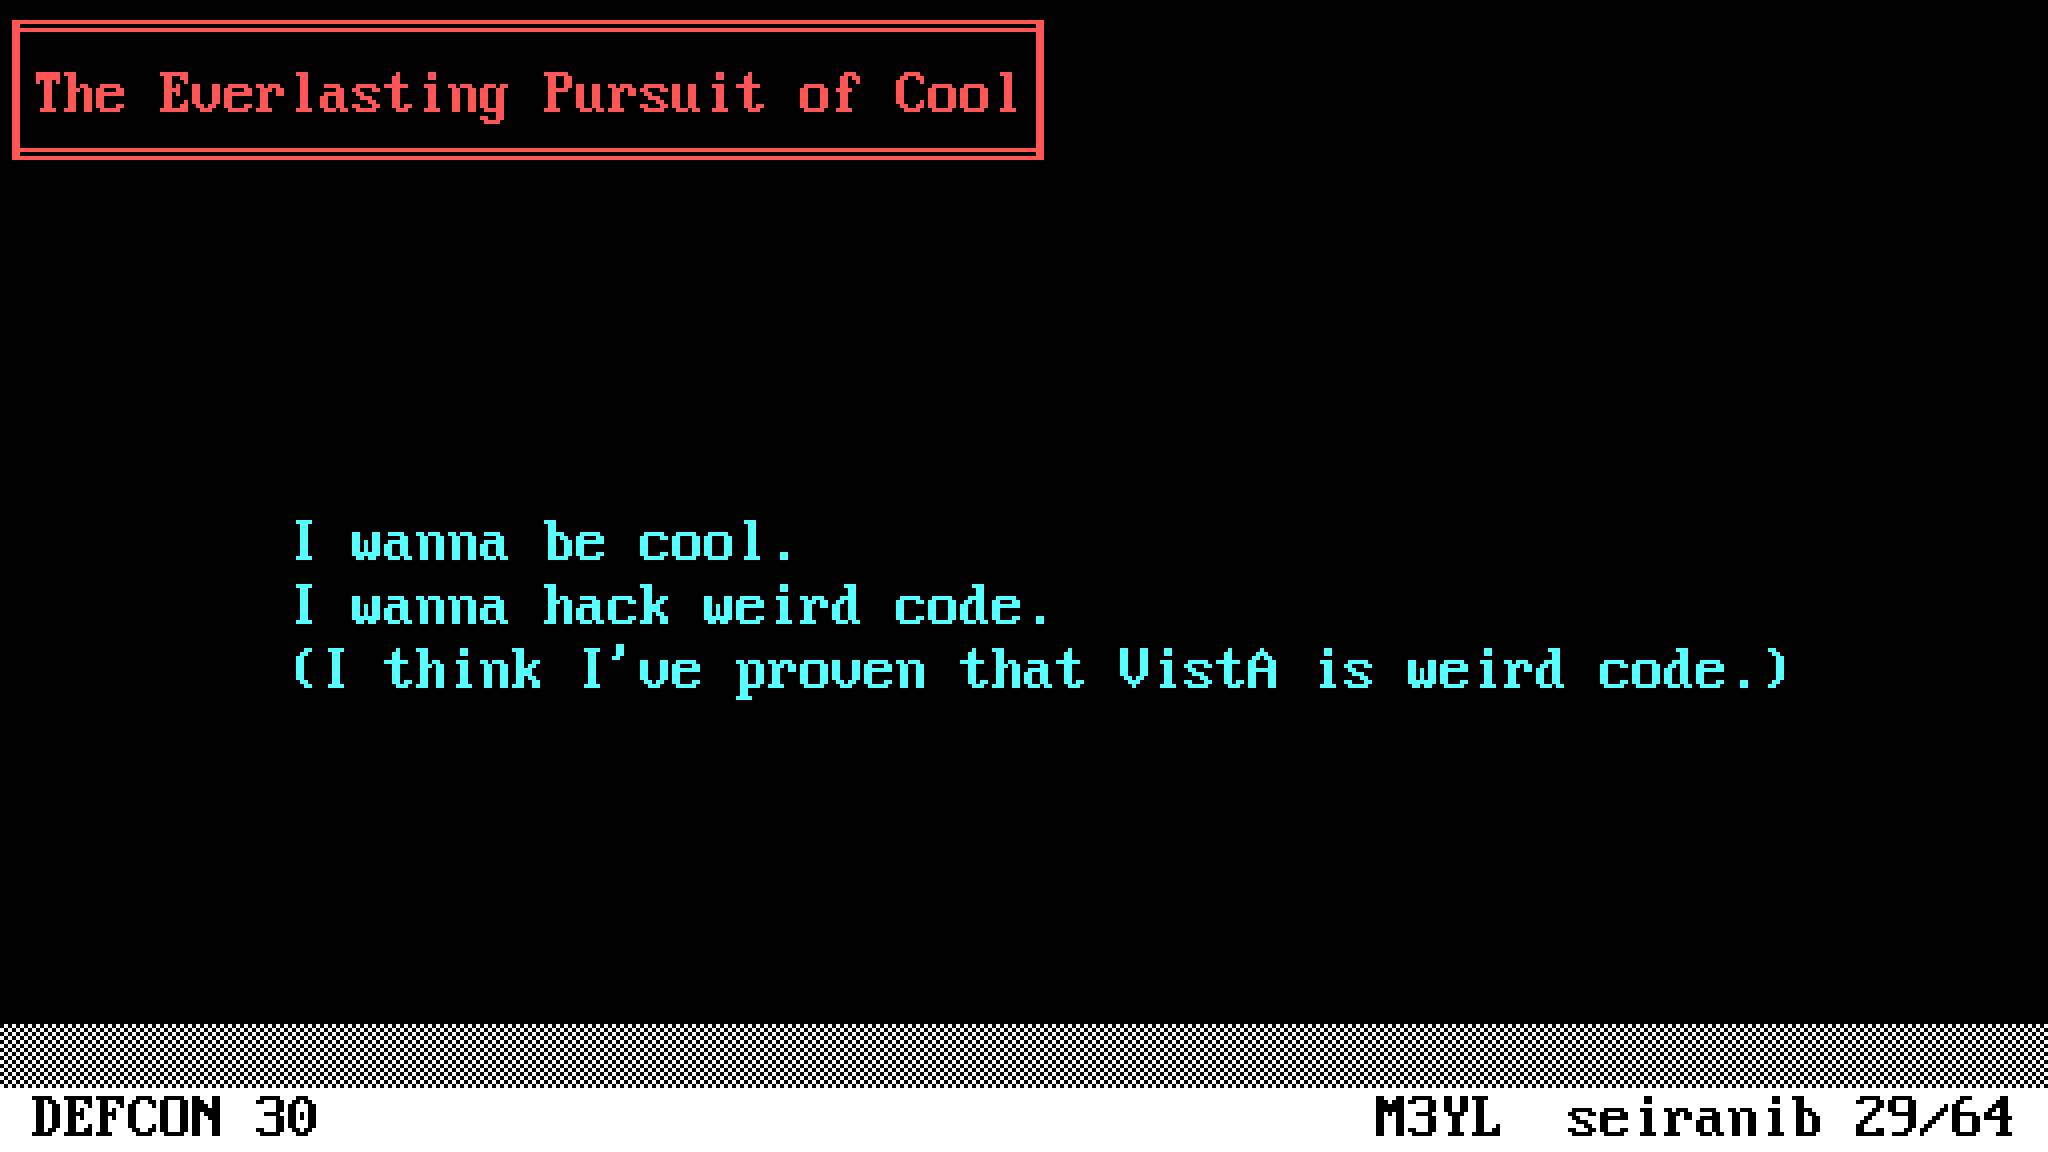 The Everlasting Pursuit of Cool
I wanna be cool.
I wanna hack weird code.
(I think I've proven that VistA is weird code.)
DEFCON 30
M3YL  seiranib 29/64